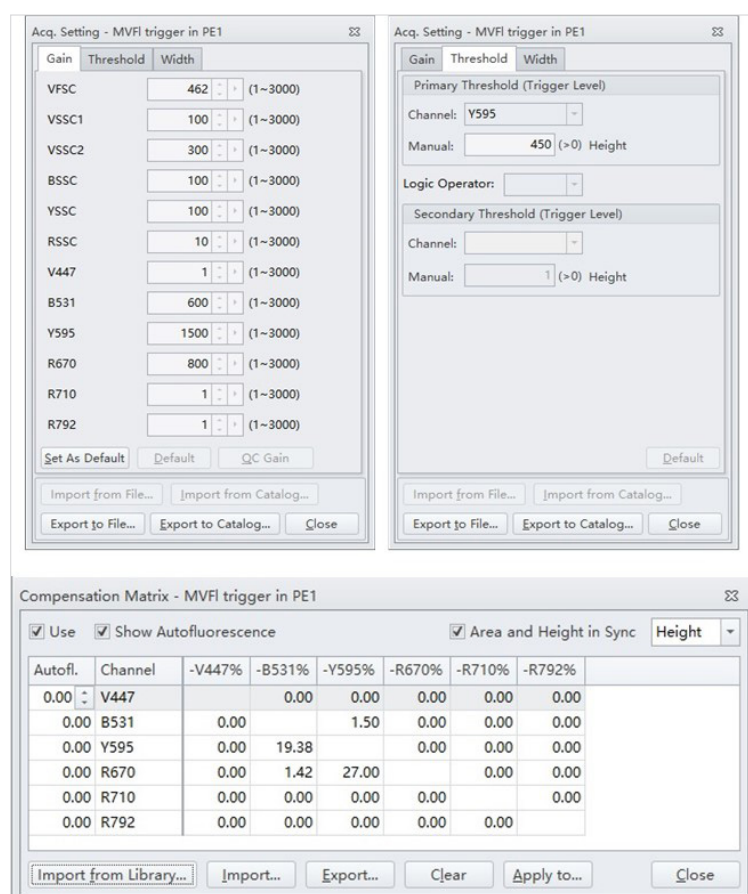 Acq. Setting - MVFl trigger in PE1
Gain Threshold Width
VFSC 462 (1~3000)
VSSC1 100 (1~3000)
VSSC2 300 (1~3000)
BSSC 100 (1~3000)
YSSC 100 (1~3000)
RSSC 10 (1~3000)
V447 1 (1~3000)
B531 600 (1~3000)
Y595 1500 (1~3000)
R670 800 (1~3000)
R710 1 (1~3000)
R792 1 (1~3000)
Set As Default Default QC Gain
Import from File... Import from Catalog...
Export to File... Export to Catalog... Close
Acq. Setting - MVFl trigger in PE1
Gain Threshold Width
Primary Threshold (Trigger Level)
Channel: Y595
Manual: 450 (>0) Height
Logic Operator:
Secondary Threshold (Trigger Level)
Channel:
Manual: 1 (>0) Height
Default
Import from File... Import from Catalog...
Export to File... Export to Catalog... Close
Compensation Matrix - MVFl trigger in PE1
Use Show Autofluorescence Area and Height in Sync Height
Autofl. Channel -V447% -B531% -Y595% -R670% -R710% -R792%
0.00 V447 0.00 0.00 0.00 0.00 0.00
0.00 B531 0.00 1.50 0.00 0.00 0.00
0.00 Y595 0.00 19.38 0.00 0.00 0.00
0.00 R670 0.00 1.42 27.00 0.00 0.00
0.00 R710 0.00 0.00 0.00 0.00 0.00
0.00 R792 0.00 0.00 0.00 0.00 0.00
Import from Library... Import... Export... Clear Apply to... Close